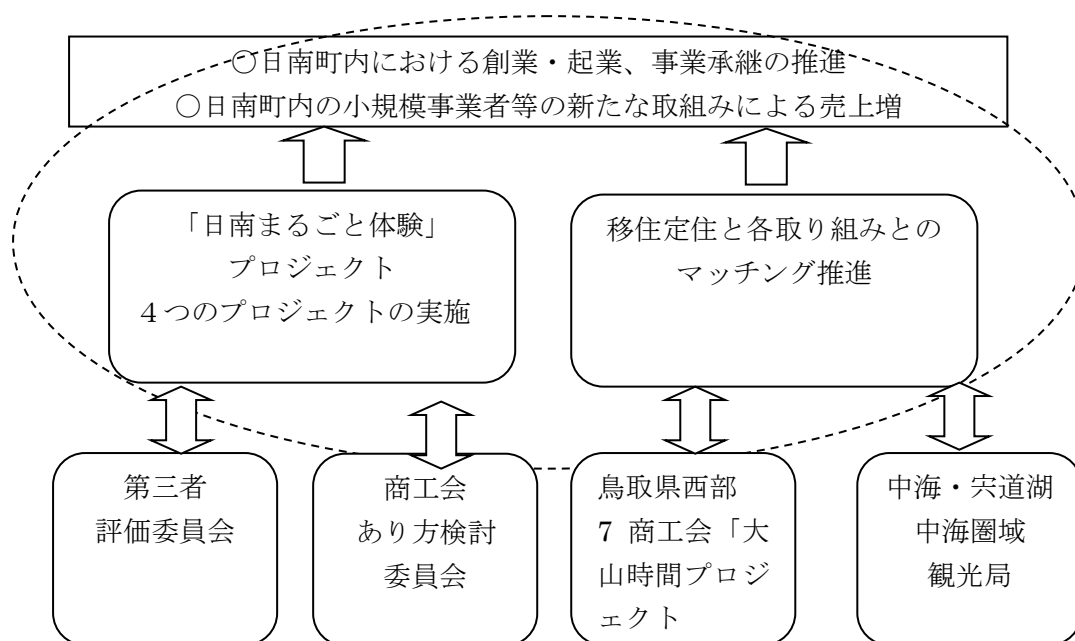 ○日南町内における創業・起業、事業承継の推進
○日南町内の小規模事業者等の新たな取組みによる売上増
「日南まるごと体験」
プロジェクト
４つのプロジェクトの実施
移住定住と各取り組みとの
マッチング推進
第三者
評価委員会
商工会
あり方検討
委員会
鳥取県西部
7 商工会「大
山時間プロジ
ェクト
中海・宍道湖
中海圏域
観光局